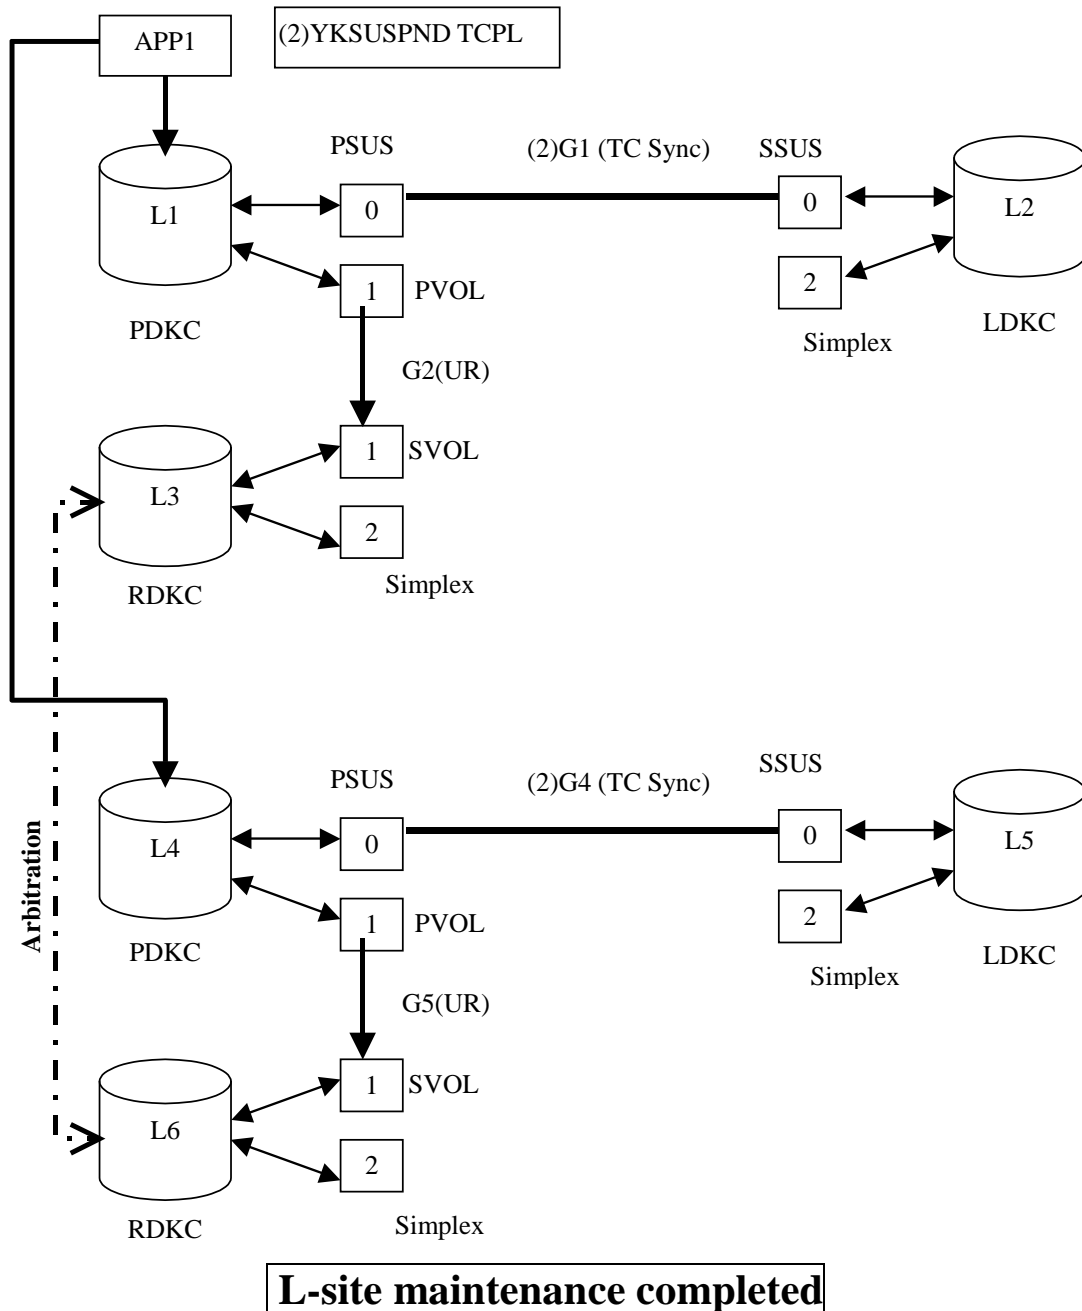 APP1
(2)YKSUSPND TCPL
PSUS
(2)G1 (TC Sync)
SSUS
L1
0
0
L2
1
PVOL
2
PDKC
LDKC
Simplex
G2(UR)
1
SVOL
L3
2
RDKC
Simplex
Arbitration
PSUS
(2)G4 (TC Sync)
SSUS
L4
0
0
L5
1
PVOL
2
PDKC
LDKC
Simplex
G5(UR)
1
SVOL
L6
2
RDKC
Simplex
L-site maintenance completed